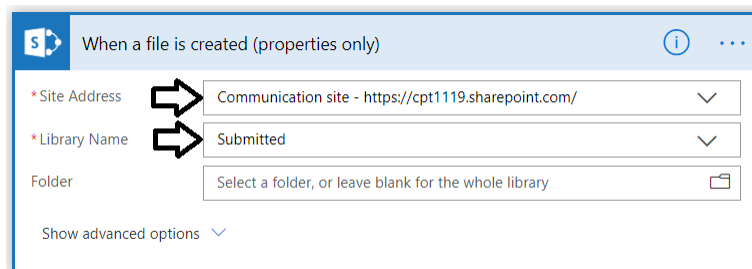 S
When a file is created (properties only)
i
...
* Site Address
Communication site - https://cpt1119.sharepoint.com/
* Library Name
Submitted
Folder
Select a folder, or leave blank for the whole library
Show advanced options